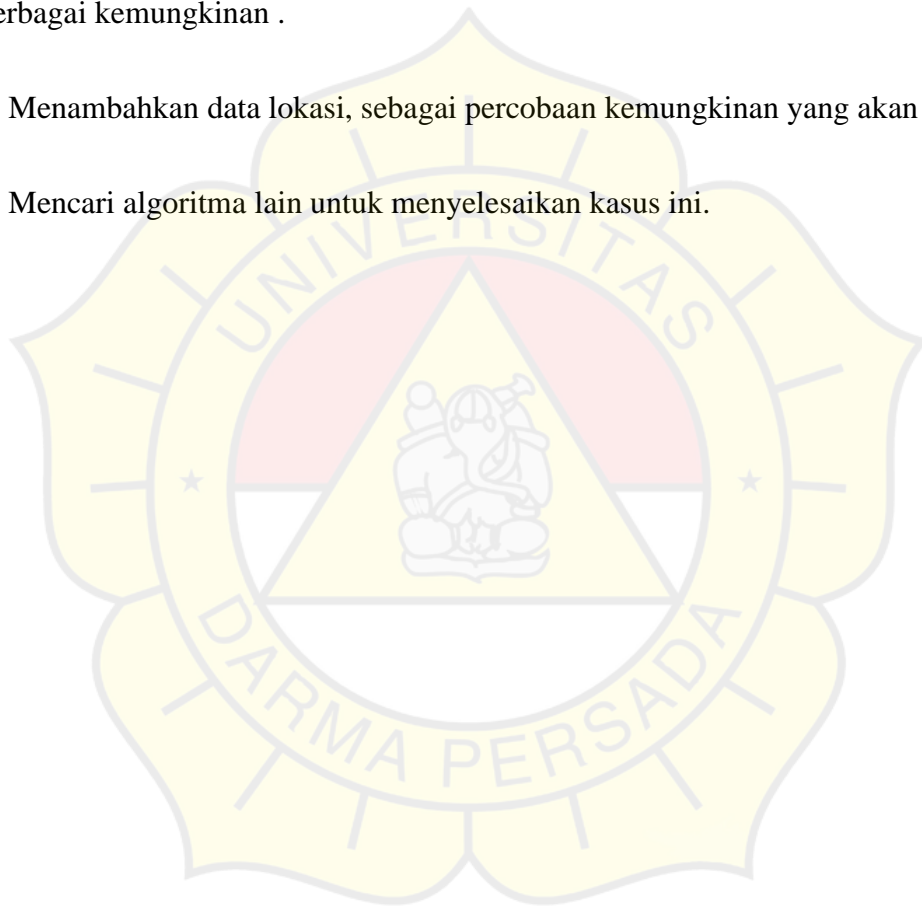 erbagai kemungkinan .
Menambahkan data lokasi, sebagai percobaan kemungkinan yang akan
Mencari algoritma lain untuk menyelesaikan kasus ini.
UNIVERSITAS
DARMA PERSADA